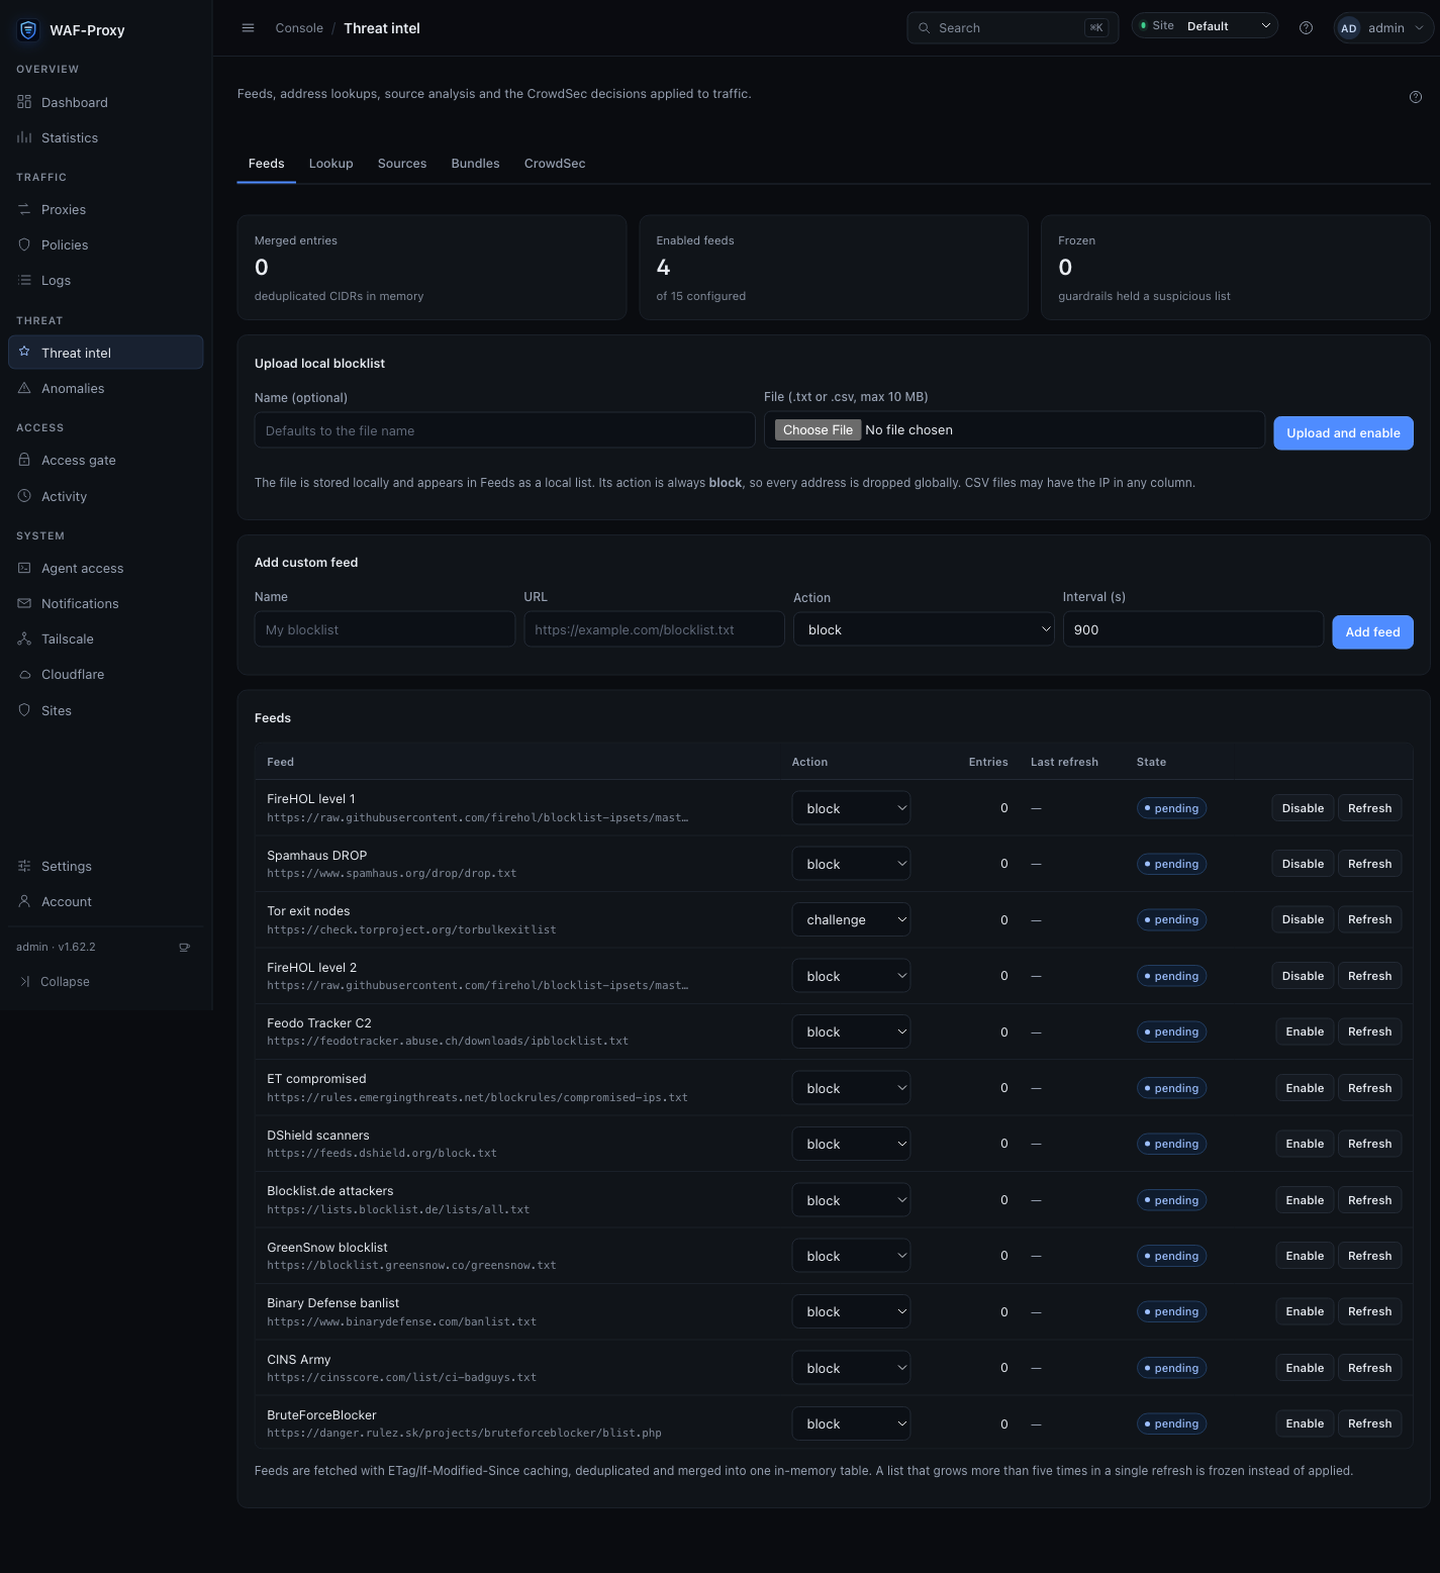 WAF-Proxy
OVERVIEW
Dashboard
Statistics
TRAFFIC
Proxies
Policies
Logs
THREAT
Threat intel
Anomalies
ACCESS
Access gate
Activity
SYSTEM
Agent access
Notifications
Tailscale
Cloudflare
Sites
Settings
Account
admin · v1.62.2
Collapse
Console / Threat intel
Search ⌘K
Site Default
AD admin
Feeds, address lookups, source analysis and the CrowdSec decisions applied to traffic.
Feeds Lookup Sources Bundles CrowdSec
Merged entries
0
deduplicated CIDRs in memory
Enabled feeds
4
of 15 configured
Frozen
0
guardrails held a suspicious list
Upload local blocklist
Name (optional)
Defaults to the file name
File (.txt or .csv, max 10 MB)
Choose File No file chosen
Upload and enable
The file is stored locally and appears in Feeds as a local list. Its action is always block, so every address is dropped globally. CSV files may have the IP in any column.
Add custom feed
Name URL Action Interval (s)
My blocklist https://example.com/blocklist.txt block 900 Add feed
Feeds
Feed Action Entries Last refresh State
FireHOL level 1
https://raw.githubusercontent.com/firehol/blocklist-ipsets/mast…
block 0 — pending Disable Refresh
Spamhaus DROP
https://www.spamhaus.org/drop/drop.txt
block 0 — pending Disable Refresh
Tor exit nodes
https://check.torproject.org/torbulkexitlist
challenge 0 — pending Disable Refresh
FireHOL level 2
https://raw.githubusercontent.com/firehol/blocklist-ipsets/mast…
block 0 — pending Disable Refresh
Feodo Tracker C2
https://feodotracker.abuse.ch/downloads/ipblocklist.txt
block 0 — pending Enable Refresh
ET compromised
https://rules.emergingthreats.net/blockrules/compromised-ips.txt
block 0 — pending Enable Refresh
DShield scanners
https://feeds.dshield.org/block.txt
block 0 — pending Enable Refresh
Blocklist.de attackers
https://lists.blocklist.de/lists/all.txt
block 0 — pending Enable Refresh
GreenSnow blocklist
https://blocklist.greensnow.co/greensnow.txt
block 0 — pending Enable Refresh
Binary Defense banlist
https://www.binarydefense.com/banlist.txt
block 0 — pending Enable Refresh
CINS Army
https://cinsscore.com/list/ci-badguys.txt
block 0 — pending Enable Refresh
BruteForceBlocker
https://danger.rulez.sk/projects/bruteforceblocker/blist.php
block 0 — pending Enable Refresh
Feeds are fetched with ETag/If-Modified-Since caching, deduplicated and merged into one in-memory table. A list that grows more than five times in a single refresh is frozen instead of applied.